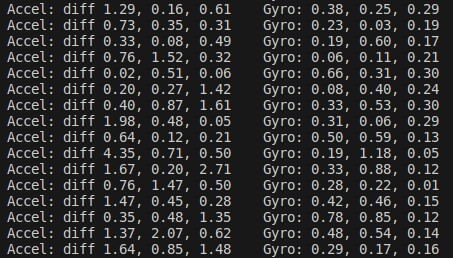 Accel: diff 1.29, 0.16, 0.61    Gyro: 0.38, 0.25, 0.29
Accel: diff 0.73, 0.35, 0.31    Gyro: 0.23, 0.03, 0.19
Accel: diff 0.33, 0.08, 0.49    Gyro: 0.19, 0.60, 0.17
Accel: diff 0.76, 1.52, 0.32    Gyro: 0.06, 0.11, 0.21
Accel: diff 0.02, 0.51, 0.06    Gyro: 0.66, 0.31, 0.30
Accel: diff 0.20, 0.27, 1.42    Gyro: 0.08, 0.40, 0.24
Accel: diff 0.40, 0.87, 1.61    Gyro: 0.33, 0.53, 0.30
Accel: diff 1.98, 0.48, 0.05    Gyro: 0.31, 0.06, 0.29
Accel: diff 0.64, 0.12, 0.21    Gyro: 0.50, 0.59, 0.13
Accel: diff 4.35, 0.71, 0.50    Gyro: 0.19, 1.18, 0.05
Accel: diff 1.67, 0.20, 2.71    Gyro: 0.33, 0.88, 0.12
Accel: diff 0.76, 1.47, 0.50    Gyro: 0.28, 0.22, 0.01
Accel: diff 1.47, 0.45, 0.28    Gyro: 0.42, 0.46, 0.15
Accel: diff 0.35, 0.48, 1.35    Gyro: 0.78, 0.85, 0.12
Accel: diff 1.37, 2.07, 0.62    Gyro: 0.48, 0.54, 0.14
Accel: diff 1.64, 0.85, 1.48    Gyro: 0.29, 0.17, 0.16